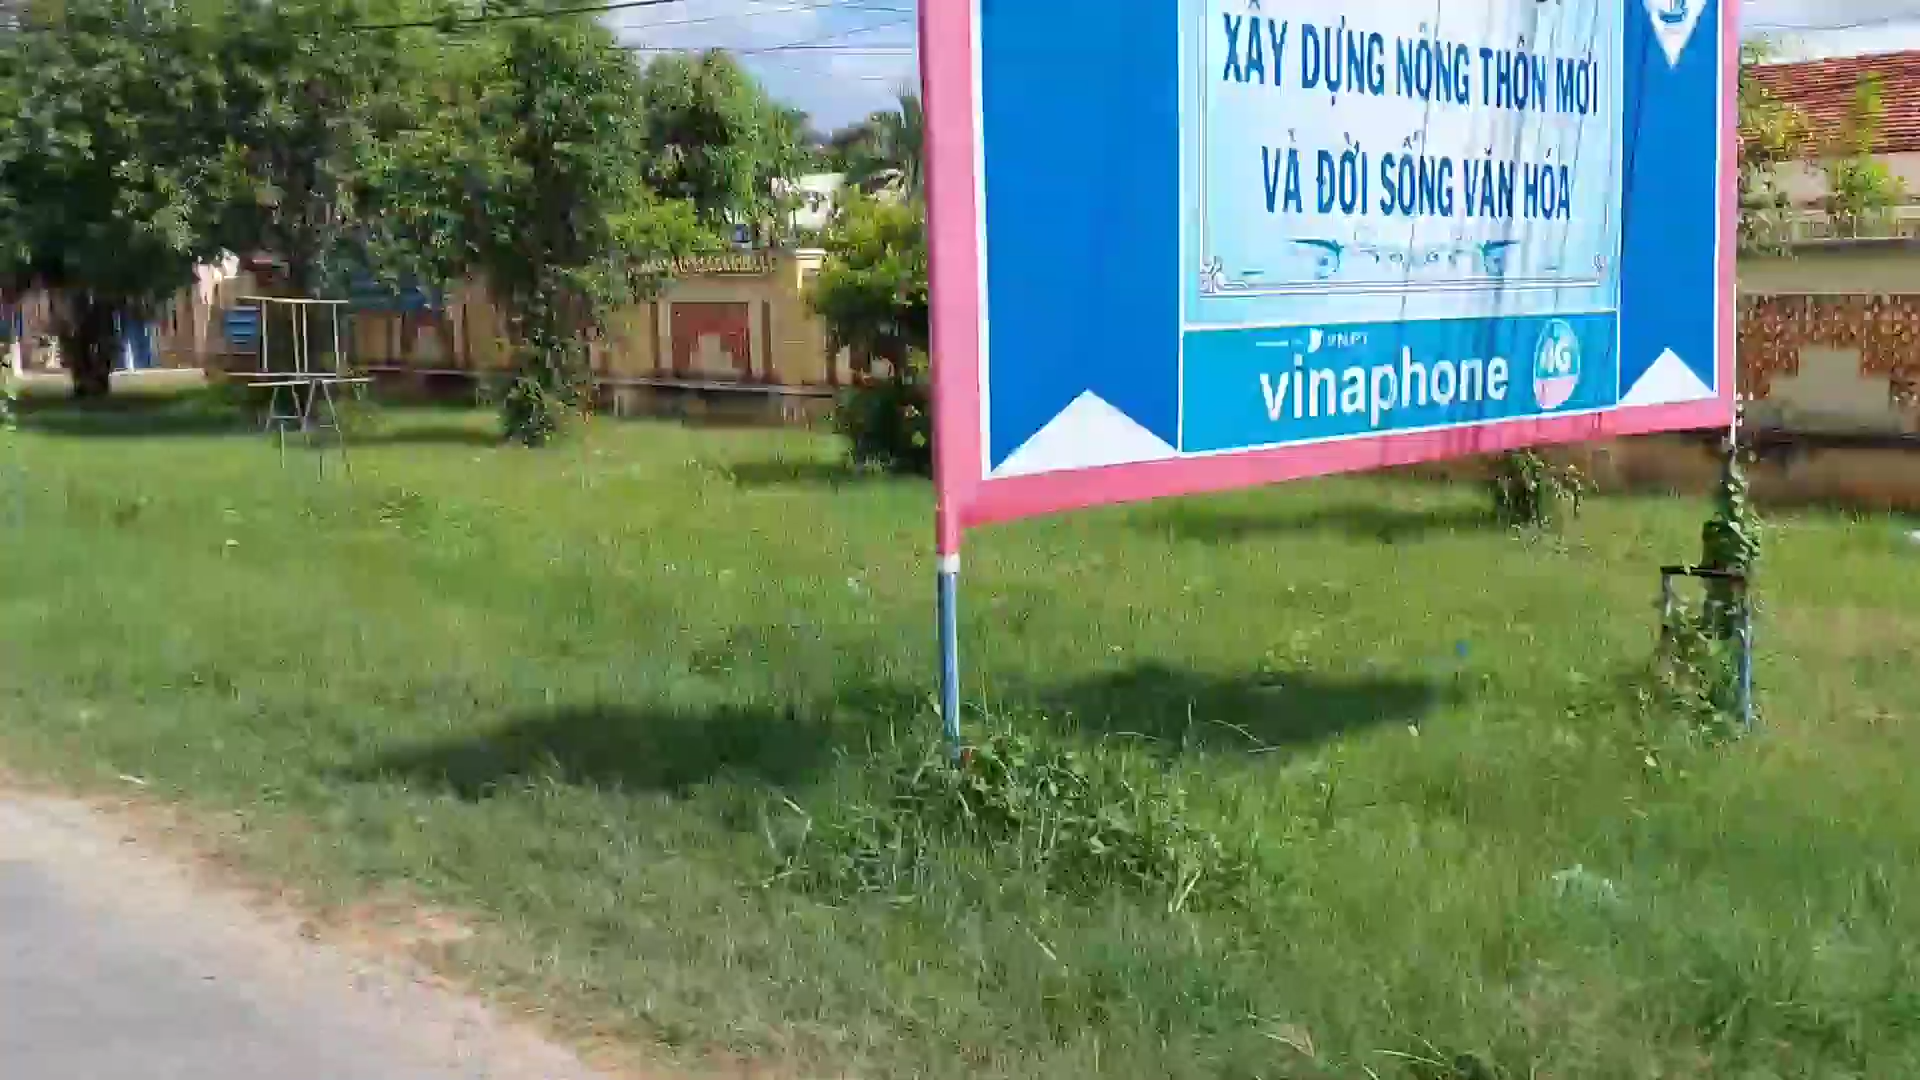 XÂY DỰNG NÔNG THÔN MỚI
VÀ ĐỜI SỐNG VĂN HÓA
VNPT
vinaphone
4G